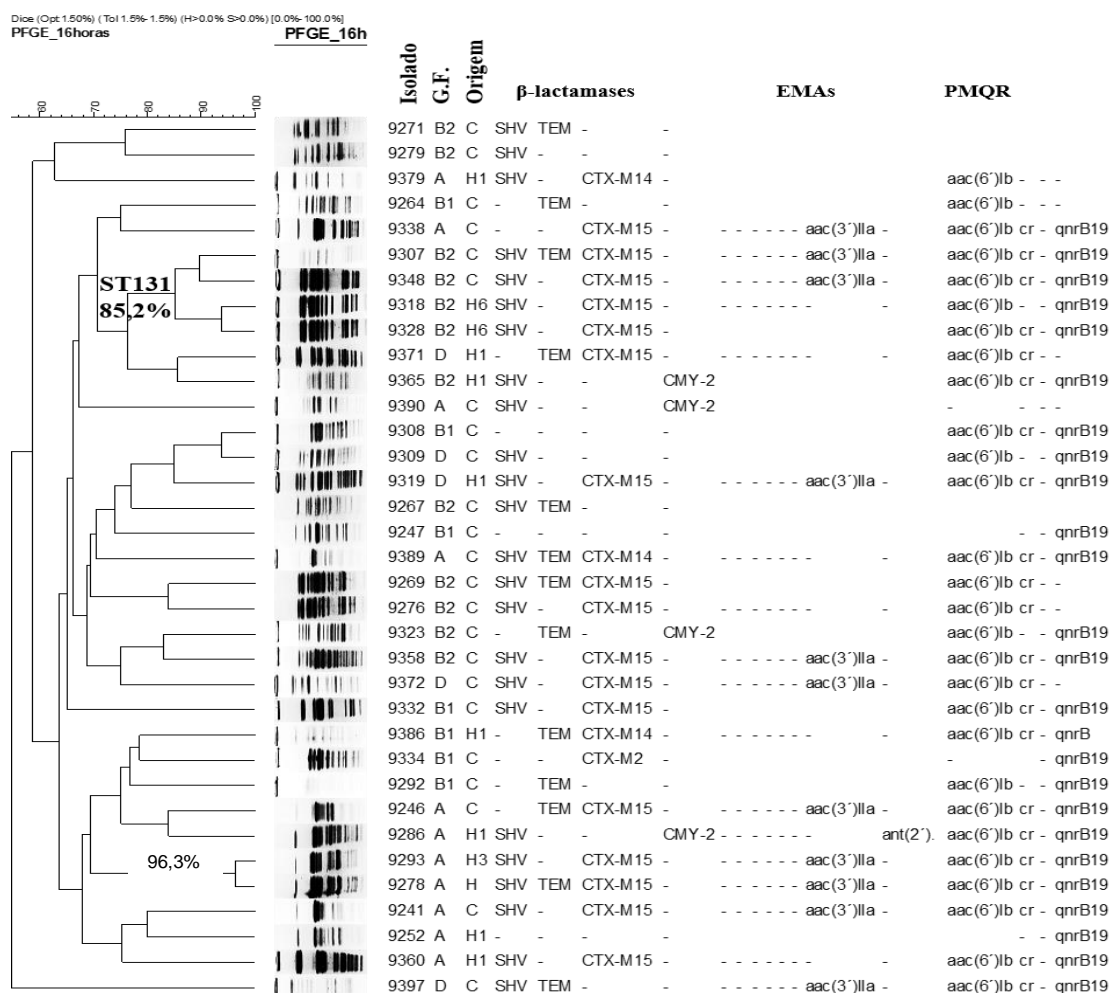 Dice (Opt:1.50%) (Tol 1.5%-1.5%) (H>0.0% S>0.0%) [0.0%-100.0%]
PFGE_16horas PFGE_16h
Isolado G.F. Origem β-lactamases EMAs PMQR
60 70 80 90 100
9271 B2 C SHV TEM - -
9279 B2 C SHV - - -
9379 A H1 SHV - CTX-M14 - aac(6´)Ib - - -
9264 B1 C - TEM - - aac(6´)Ib - - -
9338 A C - - CTX-M15 - - - - - - - aac(3´)IIa - aac(6´)Ib cr - qnrB19
9307 B2 C SHV TEM CTX-M15 - aac(3´)IIa - aac(6´)Ib cr - qnrB19
ST131
9348 B2 C SHV - CTX-M15 - aac(3´)IIa - aac(6´)Ib cr - qnrB19
85,2%
9318 B2 H6 SHV - CTX-M15 - - - - - - - - - aac(6´)Ib - - qnrB19
9328 B2 H6 SHV - CTX-M15 - aac(6´)Ib cr - qnrB19
9371 D H1 - TEM CTX-M15 - - - - - - - - - aac(6´)Ib cr - -
9365 B2 H1 SHV - - CMY-2 aac(6´)Ib cr - qnrB19
9390 A C SHV - - CMY-2 - - - -
9308 B1 C - - - - aac(6´)Ib cr - qnrB19
9309 D C SHV - - - aac(6´)Ib - - qnrB19
9319 D H1 SHV - CTX-M15 - - - - - - - aac(3´)IIa - aac(6´)Ib cr - qnrB19
9267 B2 C SHV TEM - -
9247 B1 C - - - - - - qnrB19
9389 A C SHV TEM CTX-M14 - - - - - - - - - aac(6`)Ib cr - qnrB19
9269 B2 C SHV TEM CTX-M15 - aac(6´)Ib cr - -
9276 B2 C SHV - CTX-M15 - - - - - - - - - aac(6´)Ib cr - -
9323 B2 C - TEM - CMY-2 aac(6´)Ib - - qnrB19
9358 B2 C SHV - CTX-M15 - - - - - - - aac(3´)IIa - aac(6´)Ib cr - qnrB19
9372 D C SHV - CTX-M15 - - - - - - - aac(3´)IIa - aac(6´)Ib cr - -
9332 B1 C SHV - CTX-M15 - aac(6´)Ib cr - qnrB19
9386 B1 H1 - TEM CTX-M14 - - - - - - - - - aac(6´)Ib cr - qnrB
9334 B1 C - - CTX-M2 - - - qnrB19
9292 B1 C - TEM - - aac(6´)Ib - qnrB19
9246 A C - TEM CTX-M15 - - - - - - - aac(3´)IIa - aac(6´)Ib cr - qnrB19
9286 A H1 SHV - - CMY-2 - - - - - - - - ant(2´). aac(6´)Ib cr - qnrB19
96,3% 9293 A H3 SHV - CTX-M15 - - - - - - - aac(3´)IIa - aac(6´)Ib cr - qnrB19
9278 A H SHV TEM CTX-M15 - - - - - - - aac(3´)IIa - aac(6´)Ib cr - qnrB19
9241 A C SHV - CTX-M15 - - - - - - - aac(3´)IIa - aac(6´)Ib cr - qnrB19
9252 A H1 - - - - - - qnrB19
9360 A H1 SHV - CTX-M15 - - - - - - - - - aac(6´)Ib cr - qnrB19
9397 D C SHV TEM - - - - - - - - aac(3´)IIa - aac(6´)Ib cr - qnrB19